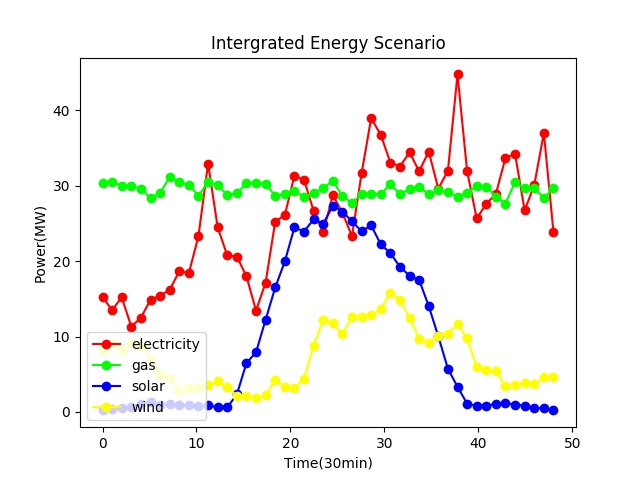 Intergrated Energy Scenario
Power(MW)
40
30
20
10
0
electricity
gas
solar
wind
0 10 20 30 40 50
Time(30min)